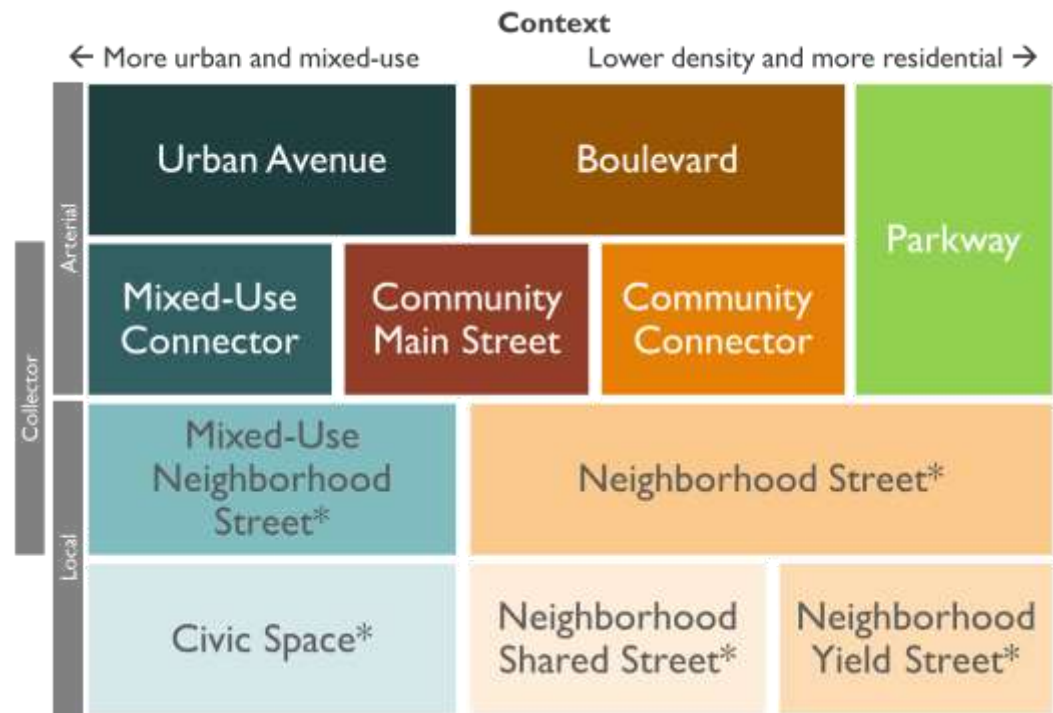 Context
← More urban and mixed-use
Lower density and more residential →
Arterial
Collector
Local
Urban Avenue
Boulevard
Parkway
Mixed-Use
Connector
Community
Main Street
Community
Connector
Mixed-Use
Neighborhood
Street*
Neighborhood Street*
Civic Space*
Neighborhood
Shared Street*
Neighborhood
Yield Street*